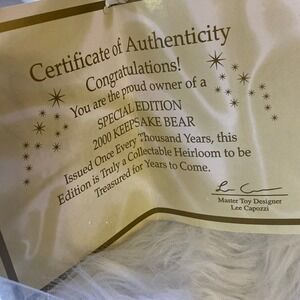 Certificate of Authenticity
Congratulations!
You are the proud owner of a
SPECIAL EDITION
2000 KEEPSAKE BEAR
Issued Once Every Thousand Years, this
Edition is Truly a Collectable Heirloom to be
Treasured for Years to Come.
Master Toy Designer
Lee Capozzi